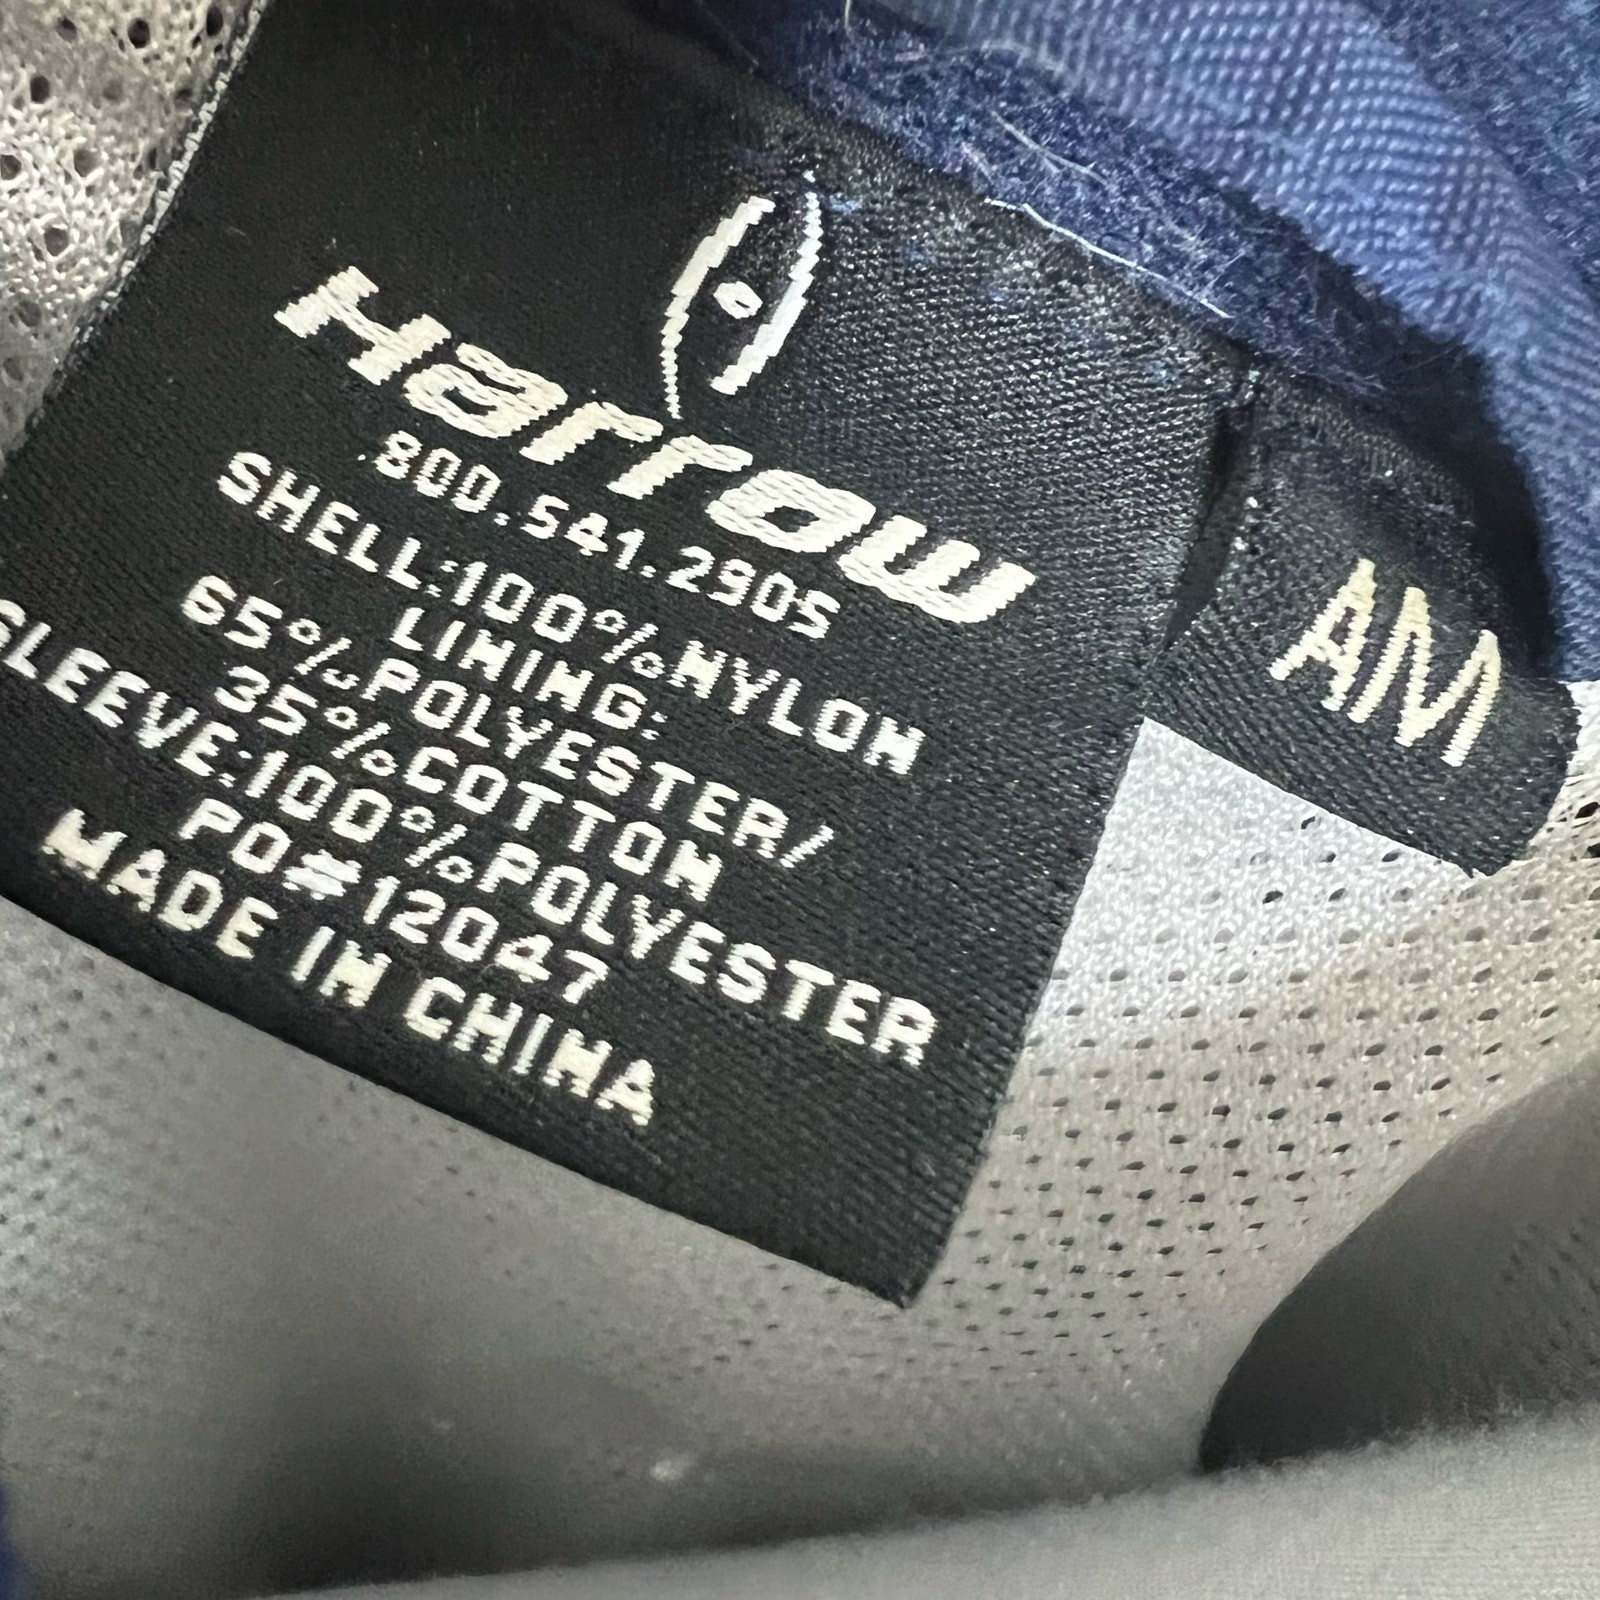 Harrow
800.541.2905
SHELL:100%NYLON
LINING:
65%POLYESTER/
35%COTTON
SLEEVE:100%POLYESTER
PO#12047
MADE IN CHINA
AM